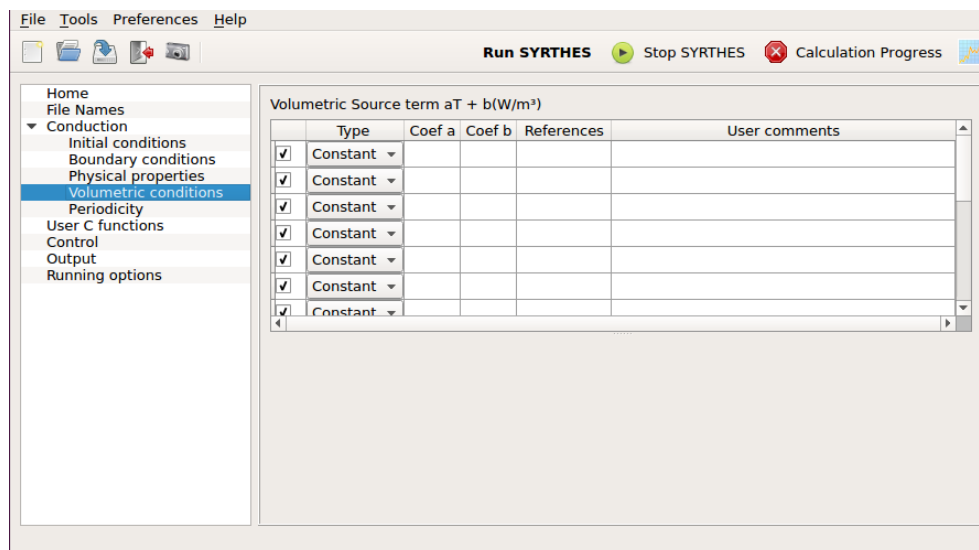 File Tools Preferences Help
Run SYRTHES Stop SYRTHES Calculation Progress
Home
File Names
Conduction
Initial conditions
Boundary conditions
Physical properties
Volumetric conditions
Periodicity
User C functions
Control
Output
Running options
Volumetric Source term aT + b(W/m³)
Type Coef a Coef b References User comments
Constant
Constant
Constant
Constant
Constant
Constant
Constant